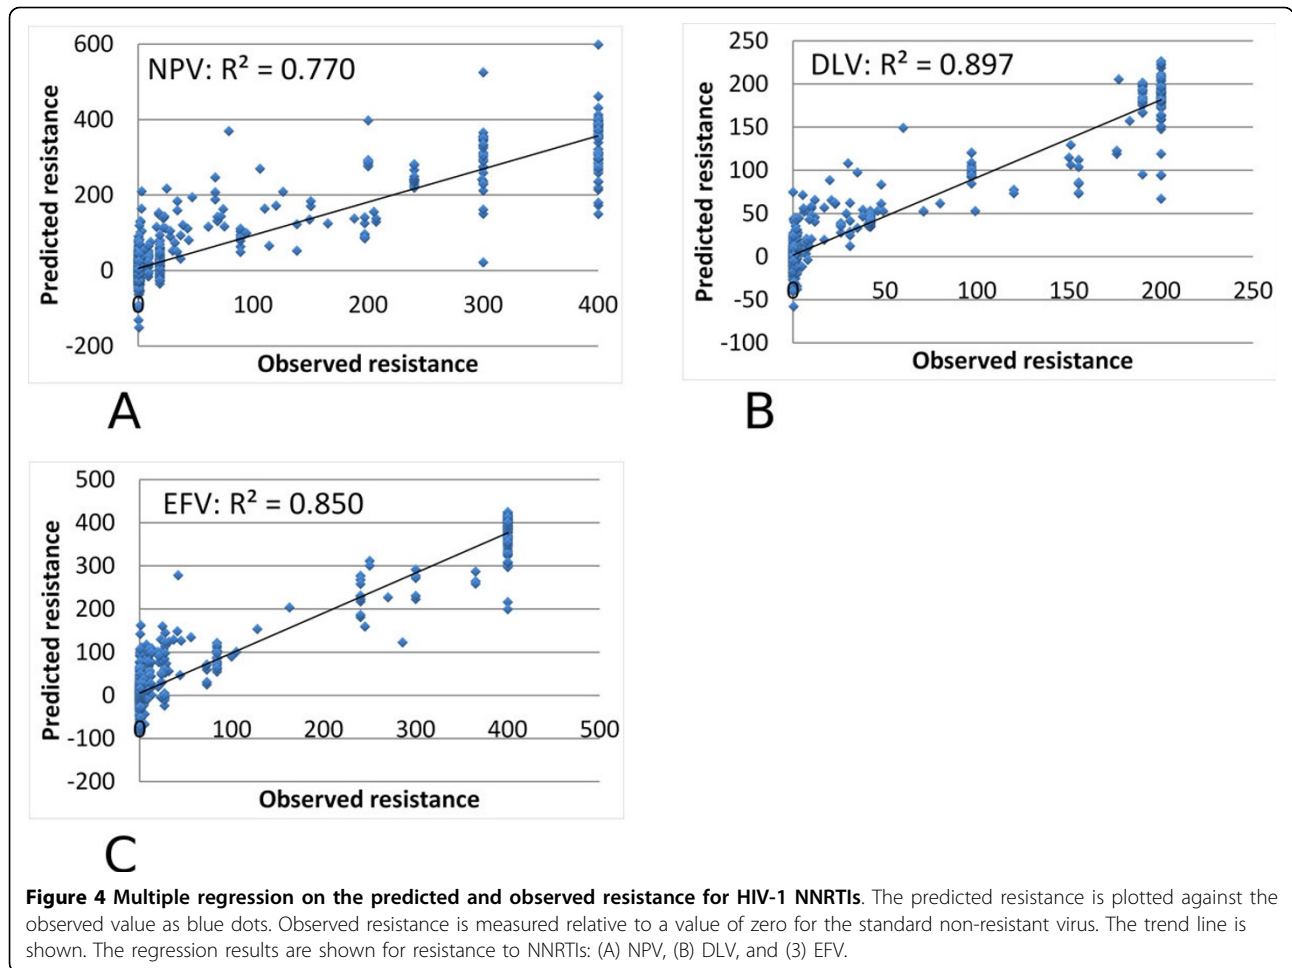 NPV: R² = 0.770
Predicted resistance
600
400
200
0
-200
0 100 200 300 400
Observed resistance
A
DLV: R² = 0.897
Predicted resistance
250
200
150
100
50
0
-50
-100
0 50 100 150 200 250
Observed resistance
B
EFV: R² = 0.850
Predicted resistance
500
400
300
200
100
0
-100
-200
0 100 200 300 400 500
Observed resistance
C
Figure 4 Multiple regression on the predicted and observed resistance for HIV-1 NNRTIs. The predicted resistance is plotted against the
observed value as blue dots. Observed resistance is measured relative to a value of zero for the standard non-resistant virus. The trend line is
shown. The regression results are shown for resistance to NNRTIs: (A) NPV, (B) DLV, and (3) EFV.